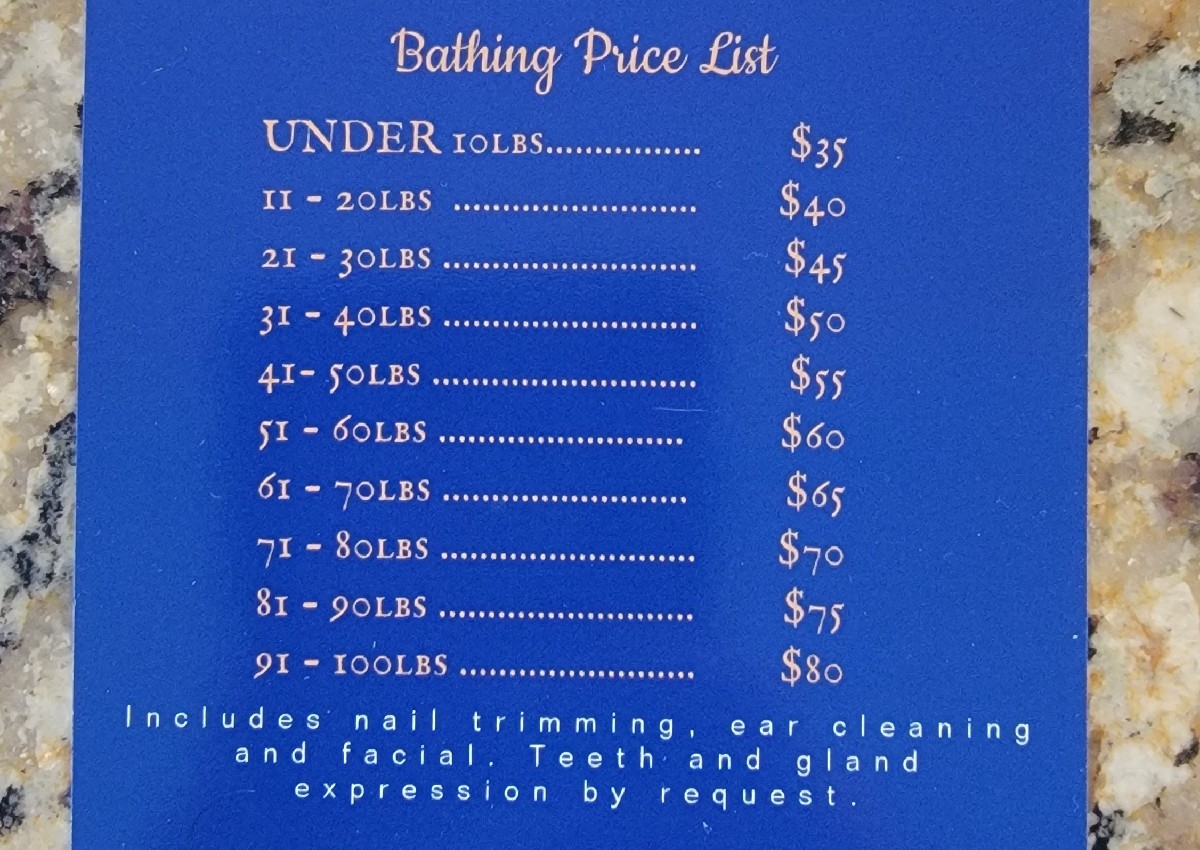 Bathing Price List
UNDER 10LBS................ $35
11 - 20LBS ......................... $40
21 - 30LBS .......................... $45
31 - 40LBS .......................... $50
41- 50LBS ........................... $55
51 - 60LBS ......................... $60
61 - 70LBS ......................... $65
71 - 80LBS .......................... $70
81 - 90LBS .......................... $75
91 - 100LBS ........................ $80
Includes nail trimming, ear cleaning
and facial. Teeth and gland
expression by request.